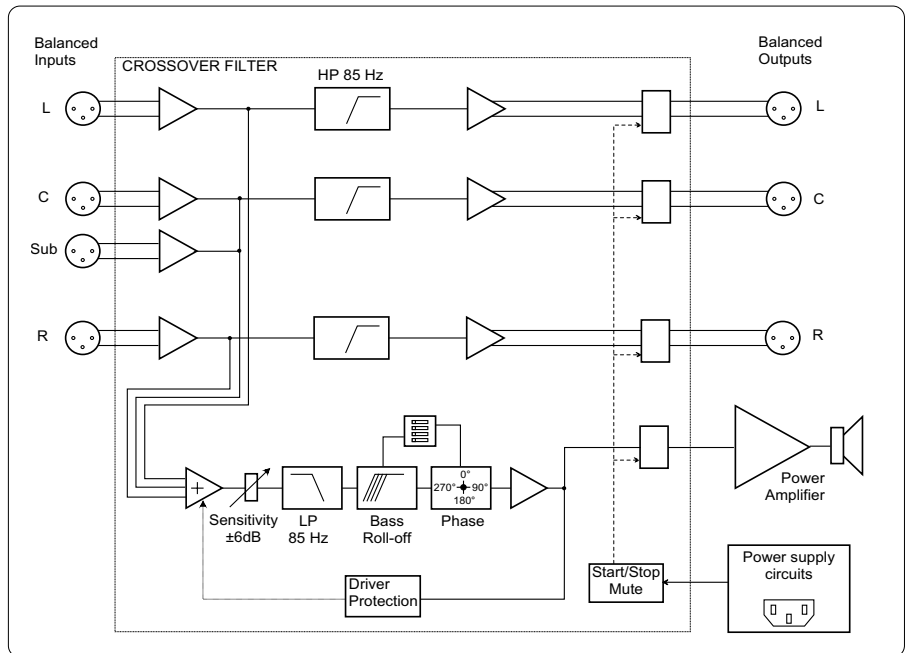 Balanced
Inputs
Balanced
Outputs
CROSSOVER FILTER
HP 85 Hz
L
L
C
C
Sub
R
R
0°
270°
90°
180°
+
Sensitivity
±6dB
LP
85 Hz
Bass
Roll-off
Phase
Power
Amplifier
Driver
Protection
Start/Stop
Mute
Power supply
circuits